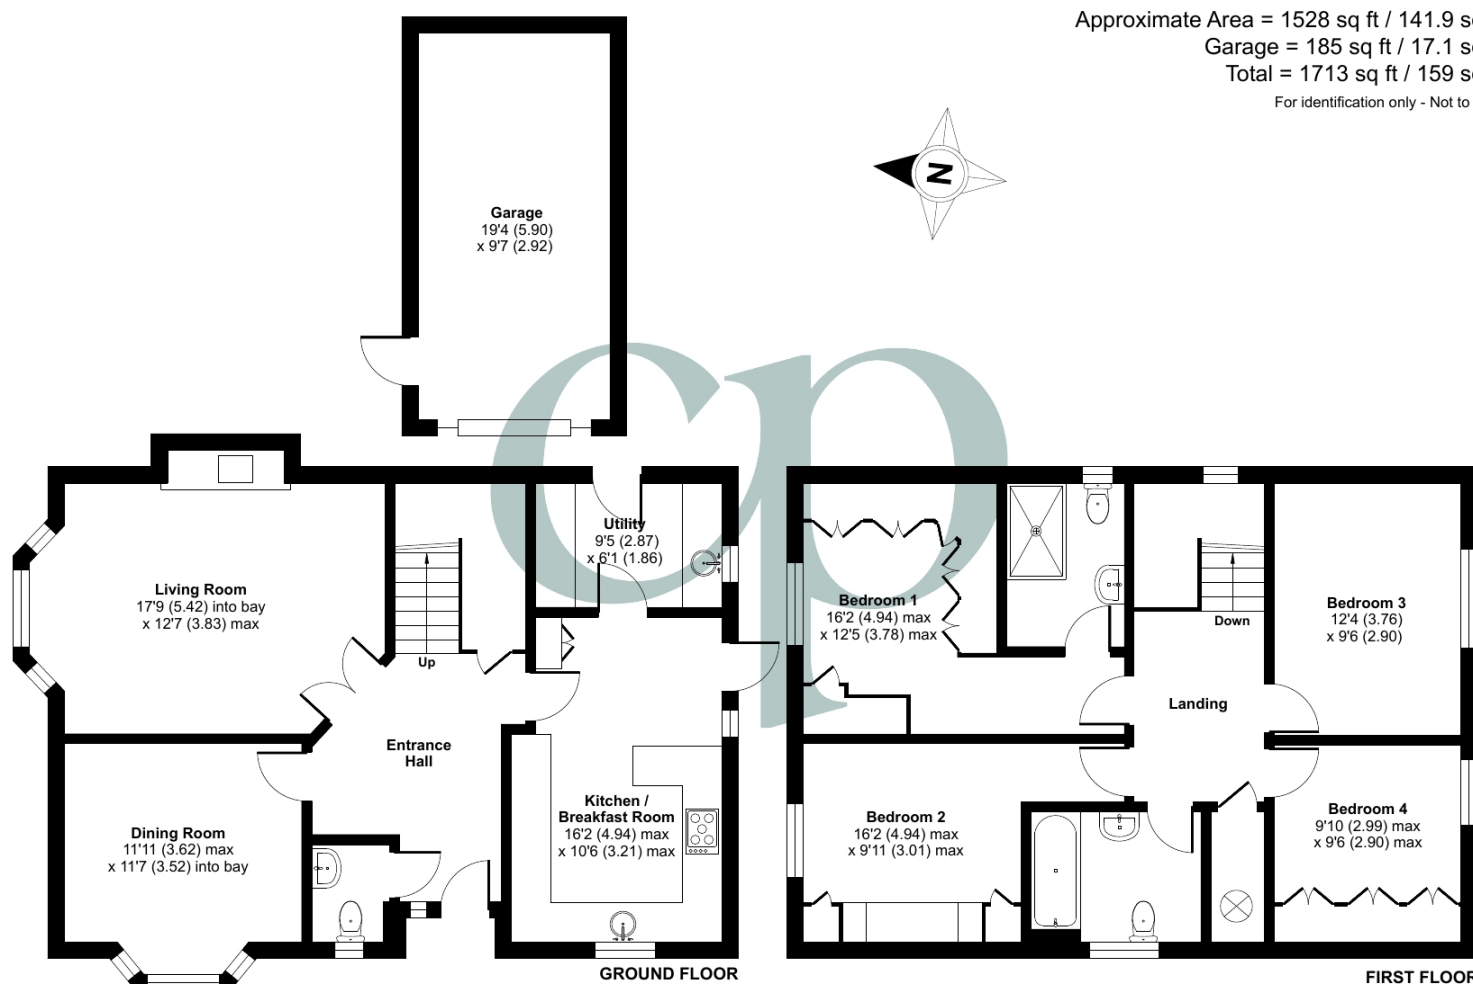 Approximate Area = 1528 sq ft / 141.9 s
Garage = 185 sq ft / 17.1 s
Total = 1713 sq ft / 159 s
For identification only - Not to
N
Garage
19'4 (5.90)
x 9'7 (2.92)
cp
Utility
9'5 (2.87)
x 6'1 (1.86)
Living Room
17'9 (5.42) into bay
x 12'7 (3.83) max
Up
Entrance
Hall
Kitchen /
Breakfast Room
16'2 (4.94) max
x 10'6 (3.21) max
Dining Room
11'11 (3.62) max
x 11'7 (3.52) into bay
GROUND FLOOR
Bedroom 1
16'2 (4.94) max
x 12'5 (3.78) max
Down
Bedroom 3
12'4 (3.76)
x 9'6 (2.90)
Landing
Bedroom 2
16'2 (4.94) max
x 9'11 (3.01) max
Bedroom 4
9'10 (2.99) max
x 9'6 (2.90) max
FIRST FLOOR